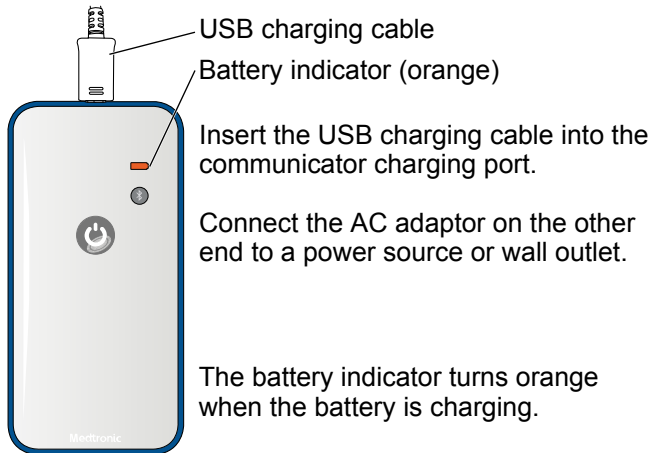 USB charging cable
Battery indicator (orange)
Insert the USB charging cable into the
communicator charging port.
Connect the AC adaptor on the other
end to a power source or wall outlet.
The battery indicator turns orange
when the battery is charging.
Medtronic